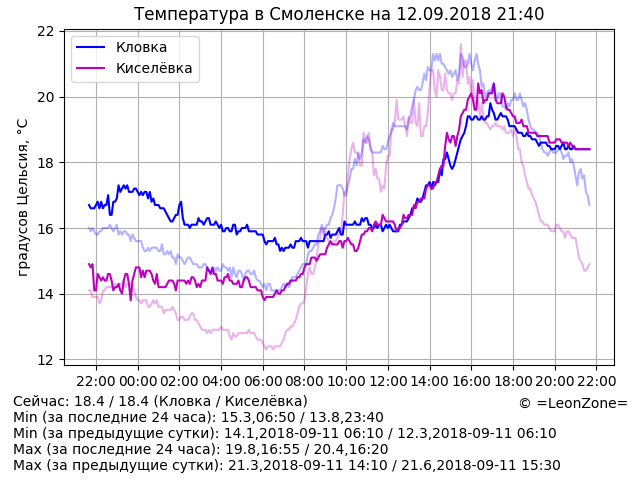 Температура в Смоленске на 12.09.2018 21:40
Кловка
Киселёвка
градусов Цельсия, °C
22
20
18
16
14
12
22:00 00:00 02:00 04:00 06:00 08:00 10:00 12:00 14:00 16:00 18:00 20:00 22:00
Сейчас: 18.4 / 18.4 (Кловка / Киселёвка)
© =LeonZone=
Min (за последние 24 часа): 15.3,06:50 / 13.8,23:40
Min (за предыдущие сутки): 14.1,2018-09-11 06:10 / 12.3,2018-09-11 06:10
Max (за последние 24 часа): 19.8,16:55 / 20.4,16:20
Max (за предыдущие сутки): 21.3,2018-09-11 14:10 / 21.6,2018-09-11 15:30